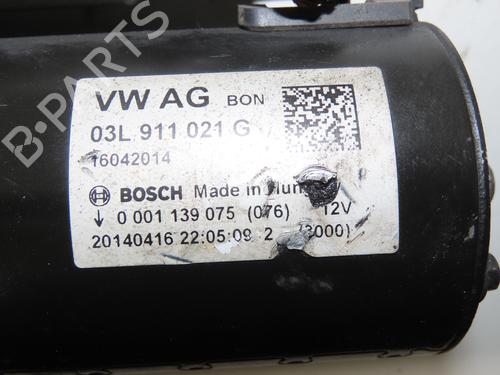 VW AG BON
03L 911 021 G
16042014
BOSCH Made in
0 001 139 075 (076) 12V
20140416 22:05:09 2
B-PARTS